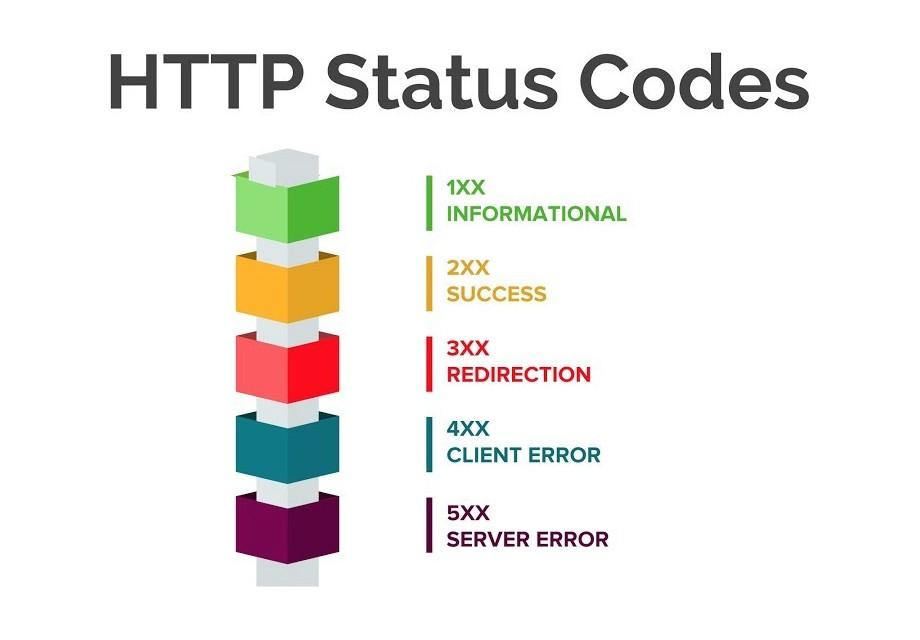 HTTP Status Codes
1XX
INFORMATIONAL
2XX
SUCCESS
3XX
REDIRECTION
4XX
CLIENT ERROR
5XX
SERVER ERROR